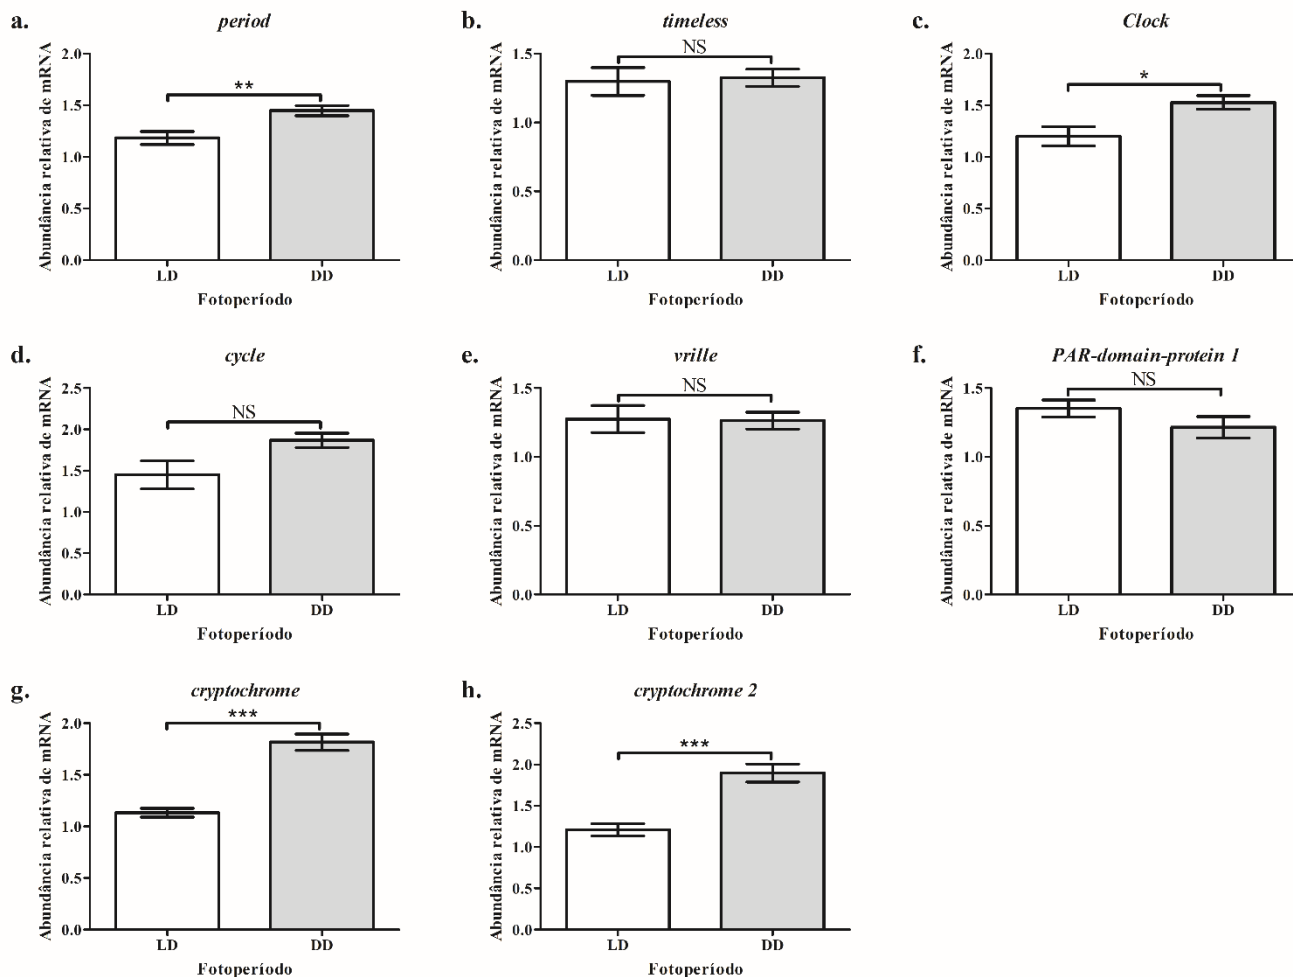 a.
period
Abundância relativa de mRNA
2.0
1.5
1.0
0.5
0.0
**
LD
DD
Fotoperíodo
b.
timeless
Abundância relativa de mRNA
1.5
1.0
0.5
0.0
NS
LD
DD
Fotoperíodo
c.
Clock
Abundância relativa de mRNA
2.0
1.5
1.0
0.5
0.0
*
LD
DD
Fotoperíodo
d.
cycle
Abundância relativa de mRNA
2.5
2.0
1.5
1.0
0.5
0.0
NS
LD
DD
Fotoperíodo
e.
vrille
Abundância relativa de mRNA
1.5
1.0
0.5
0.0
NS
LD
DD
Fotoperíodo
f.
PAR-domain-protein 1
Abundância relativa de mRNA
1.5
1.0
0.5
0.0
NS
LD
DD
Fotoperíodo
g.
cryptochrome
Abundância relativa de mRNA
2.0
1.5
1.0
0.5
0.0
***
LD
DD
Fotoperíodo
h.
cryptochrome 2
Abundância relativa de mRNA
2.5
2.0
1.5
1.0
0.5
0.0
***
LD
DD
Fotoperíodo